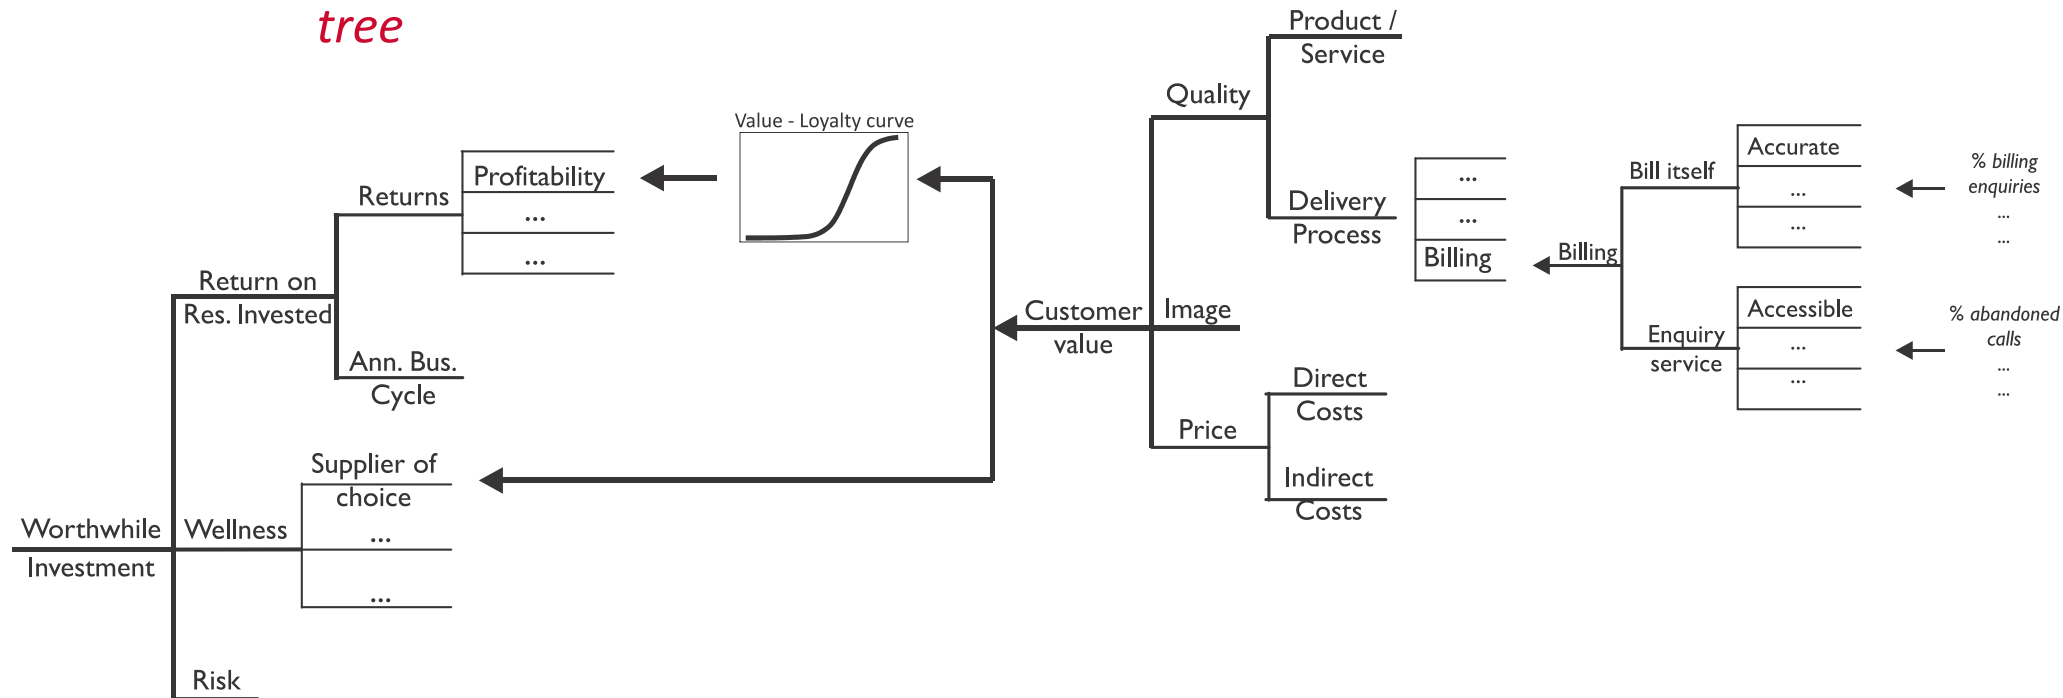 tree
Product /
Service
Quality
Value - Loyalty curve
Accurate
...
...
Bill itself
% billing
enquiries
...
...
Profitability
...
...
Returns
...
...
Billing
Delivery
Process
Billing
Return on
Res. Invested
Customer
value
Image
Accessible
...
...
Enquiry
service
% abandoned
calls
...
...
Ann. Bus.
Cycle
Direct
Costs
Price
Indirect
Costs
Supplier of
choice
...
...
Worthwhile
Investment
Wellness
Risk